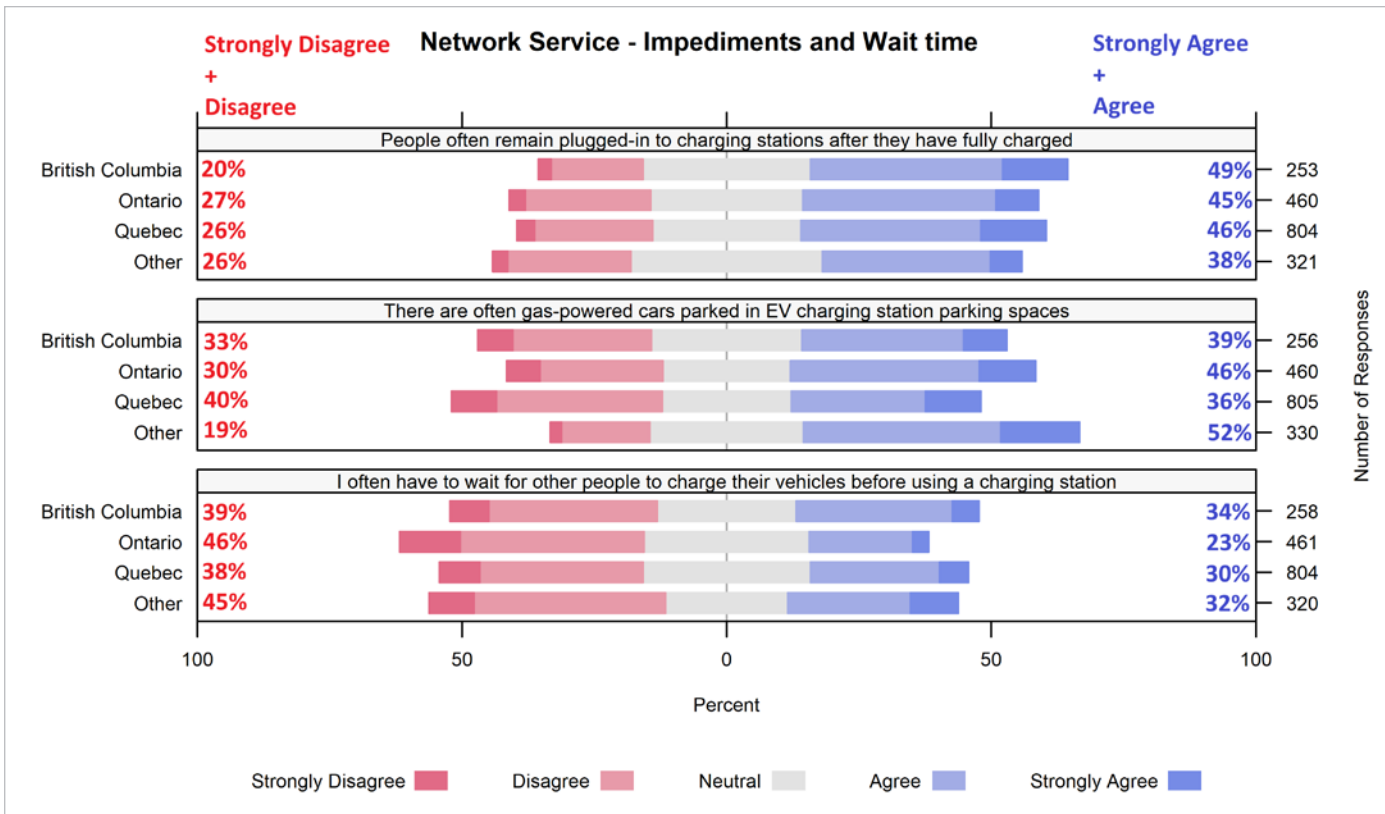 Network Service - Impediments and Wait time
Strongly Disagree
+
Disagree
Strongly Agree
+
Agree
People often remain plugged-in to charging stations after they have fully charged
British Columbia 20% 49% 253
Ontario 27% 45% 460
Quebec 26% 46% 804
Other 26% 38% 321
There are often gas-powered cars parked in EV charging station parking spaces
British Columbia 33% 39% 256
Ontario 30% 46% 460
Quebec 40% 36% 805
Other 19% 52% 330
I often have to wait for other people to charge their vehicles before using a charging station
British Columbia 39% 34% 258
Ontario 46% 23% 461
Quebec 38% 30% 804
Other 45% 32% 320
Number of Responses
100 50 0 50 100
Percent
Strongly Disagree Disagree Neutral Agree Strongly Agree